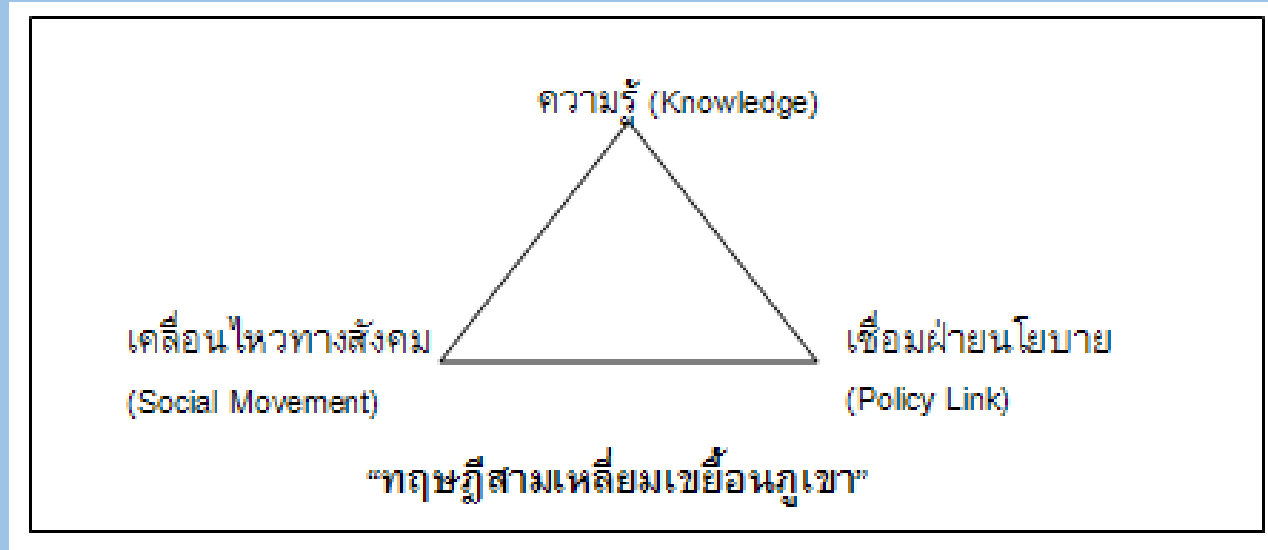 ความรู้ (Knowledge)
เคลื่อนไหวทางสังคม
(Social Movement)
เชื่อมฝ่ายนโยบาย
(Policy Link)
“ทฤษฎีสามเหลี่ยมเขยื้อนภูเขา”